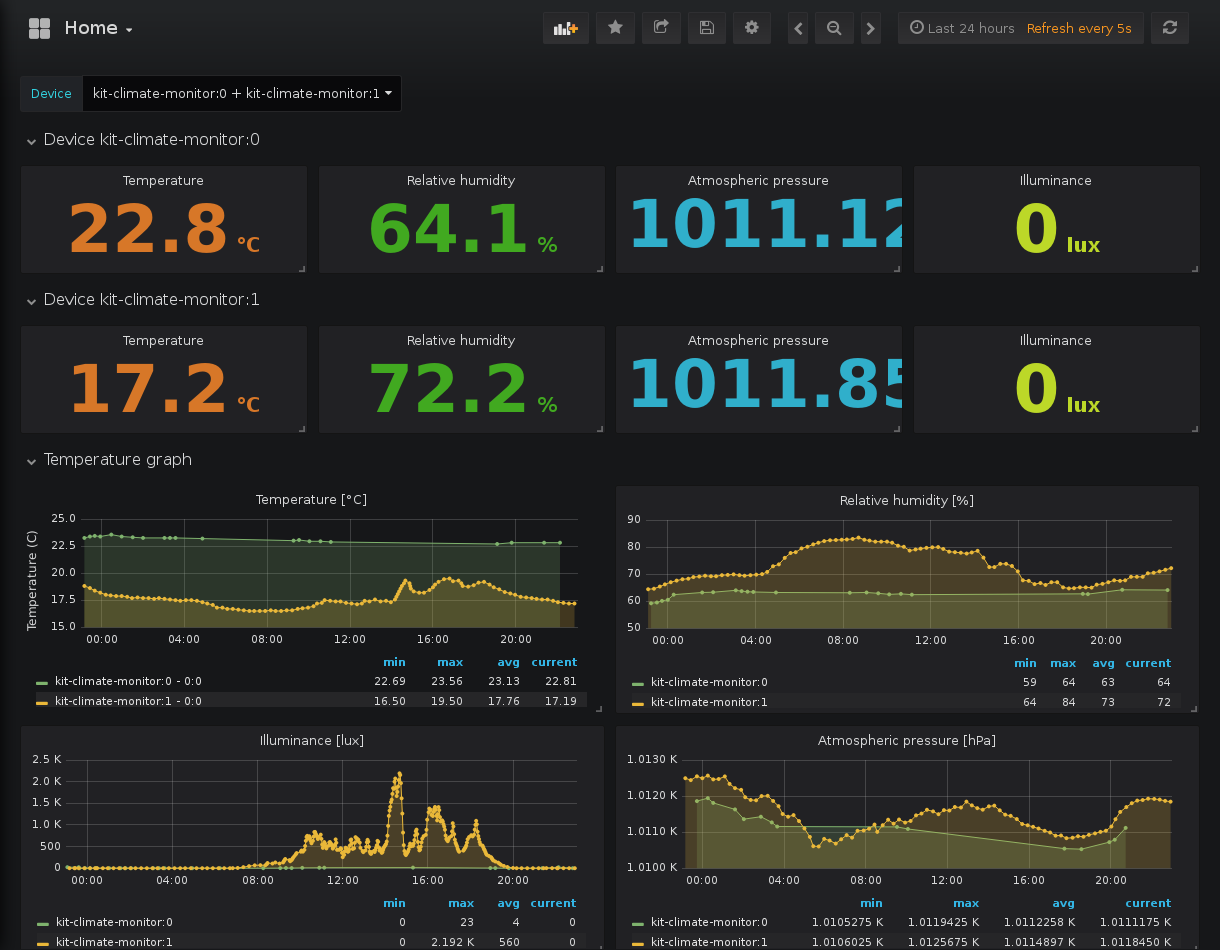 Home
Last 24 hours Refresh every 5s
Device kit-climate-monitor:0 + kit-climate-monitor:1
Device kit-climate-monitor:0
Temperature Relative humidity Atmospheric pressure Illuminance
22.8 °C 64.1 % 1011.12 0 lux
Device kit-climate-monitor:1
Temperature Relative humidity Atmospheric pressure Illuminance
17.2 °C 72.2 % 1011.85 0 lux
Temperature graph
Temperature [°C]
Temperature (C)
25.0
22.5
20.0
17.5
15.0
00:00 04:00 08:00 12:00 16:00 20:00
min max avg current
kit-climate-monitor:0 - 0:0 22.69 23.56 23.13 22.81
kit-climate-monitor:1 - 0:0 16.50 19.50 17.76 17.19
Relative humidity [%]
90
80
70
60
50
00:00 04:00 08:00 12:00 16:00 20:00
min max avg current
kit-climate-monitor:0 59 64 63 64
kit-climate-monitor:1 64 84 73 72
Illuminance [lux]
2.5 K
2.0 K
1.5 K
1.0 K
500
0
00:00 04:00 08:00 12:00 16:00 20:00
min max avg current
kit-climate-monitor:0 0 23 4 0
kit-climate-monitor:1 0 2.192 K 560 0
Atmospheric pressure [hPa]
1.0130 K
1.0120 K
1.0110 K
1.0100 K
00:00 04:00 08:00 12:00 16:00 20:00
min max avg current
kit-climate-monitor:0 1.0105275 K 1.0119425 K 1.0112258 K 1.0111175 K
kit-climate-monitor:1 1.0106025 K 1.0125675 K 1.0114897 K 1.0118450 K